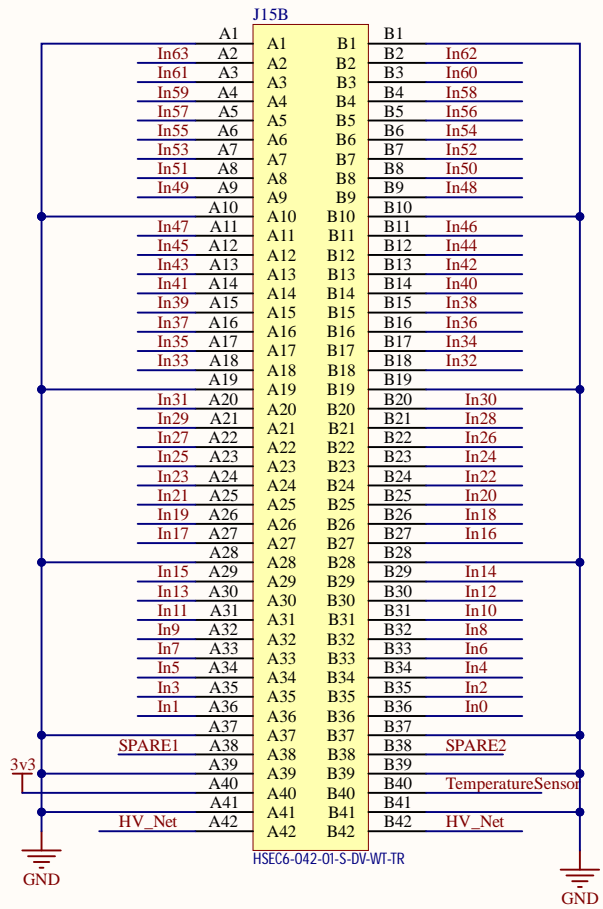 J15B
A1 A1 B1 B1
In63 A2 A2 B2 B2 In62
In61 A3 A3 B3 B3 In60
In59 A4 A4 B4 B4 In58
In57 A5 A5 B5 B5 In56
In55 A6 A6 B6 B6 In54
In53 A7 A7 B7 B7 In52
In51 A8 A8 B8 B8 In50
In49 A9 A9 B9 B9 In48
A10 A10 B10 B10
In47 A11 A11 B11 B11 In46
In45 A12 A12 B12 B12 In44
In43 A13 A13 B13 B13 In42
In41 A14 A14 B14 B14 In40
In39 A15 A15 B15 B15 In38
In37 A16 A16 B16 B16 In36
In35 A17 A17 B17 B17 In34
In33 A18 A18 B18 B18 In32
A19 A19 B19 B19
In31 A20 A20 B20 B20 In30
In29 A21 A21 B21 B21 In28
In27 A22 A22 B22 B22 In26
In25 A23 A23 B23 B23 In24
In23 A24 A24 B24 B24 In22
In21 A25 A25 B25 B25 In20
In19 A26 A26 B26 B26 In18
In17 A27 A27 B27 B27 In16
A28 A28 B28 B28
In15 A29 A29 B29 B29 In14
In13 A30 A30 B30 B30 In12
In11 A31 A31 B31 B31 In10
In9 A32 A32 B32 B32 In8
In7 A33 A33 B33 B33 In6
In5 A34 A34 B34 B34 In4
In3 A35 A35 B35 B35 In2
In1 A36 A36 B36 B36 In0
A37 A37 B37 B37
SPARE1 A38 A38 B38 B38 SPARE2
3v3 A39 A39 B39 B39
A40 A40 B40 B40 TemperatureSensor
A41 A41 B41 B41
HV_Net A42 A42 B42 B42 HV_Net
HSEC6-042-01-S-DV-WT-TR
GND
GND